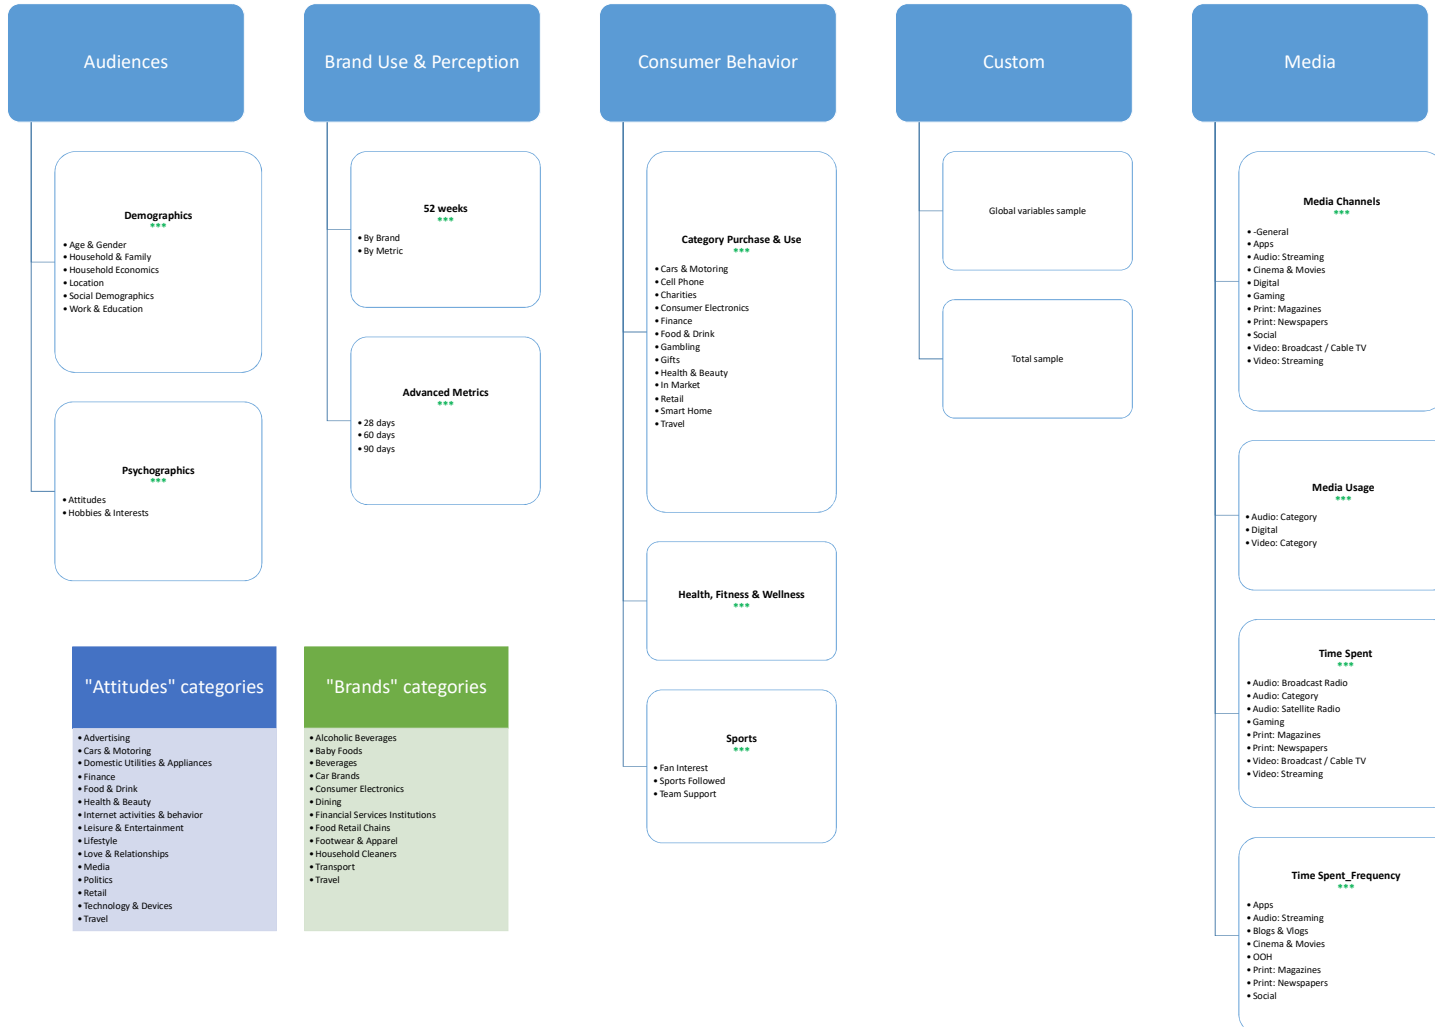 Audiences
Demographics
***
• Age & Gender
• Household & Family
• Household Economics
• Location
• Social Demographics
• Work & Education
Psychographics
***
• Attitudes
• Hobbies & Interests
Brand Use & Perception
52 weeks
***
• By Brand
• By Metric
Advanced Metrics
***
• 28 days
• 60 days
• 90 days
Consumer Behavior
Category Purchase & Use
***
• Cars & Motoring
• Cell Phone
• Charities
• Consumer Electronics
• Finance
• Food & Drink
• Gambling
• Gifts
• Health & Beauty
• In Market
• Retail
• Smart Home
• Travel
Health, Fitness & Wellness
***
Sports
***
• Fan Interest
• Sports Followed
• Team Support
Custom
Global variables sample
Total sample
Media
Media Channels
***
• -General
• Apps
• Audio: Streaming
• Cinema & Movies
• Digital
• Gaming
• Print: Magazines
• Print: Newspapers
• Social
• Video: Broadcast / Cable TV
• Video: Streaming
Media Usage
***
• Audio: Category
• Digital
• Video: Category
Time Spent
***
• Audio: Broadcast Radio
• Audio: Category
• Audio: Satellite Radio
• Gaming
• Print: Magazines
• Print: Newspapers
• Video: Broadcast / Cable TV
• Video: Streaming
Time Spent_Frequency
***
• Apps
• Audio: Streaming
• Blogs & Vlogs
• Cinema & Movies
• OOH
• Print: Magazines
• Print: Newspapers
• Social
"Attitudes" categories
• Advertising
• Cars & Motoring
• Domestic Utilities & Appliances
• Finance
• Food & Drink
• Health & Beauty
• Internet activities & behavior
• Leisure & Entertainment
• Lifestyle
• Love & Relationships
• Media
• Politics
• Retail
• Technology & Devices
• Travel
"Brands" categories
• Alcoholic Beverages
• Baby Foods
• Beverages
• Car Brands
• Consumer Electronics
• Dining
• Financial Services Institutions
• Food Retail Chains
• Footwear & Apparel
• Household Cleaners
• Transport
• Travel